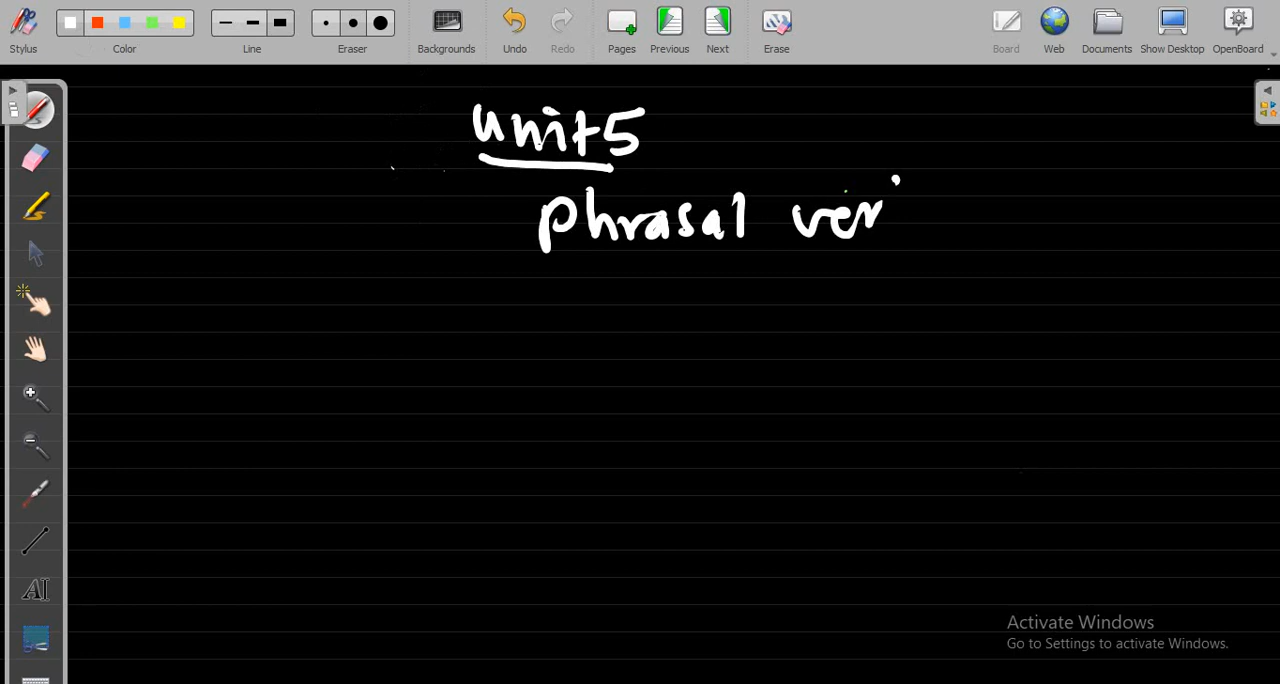 Stylus Color Line Eraser Backgrounds Undo Redo Pages Previous Next Erase Board Web Documents Show Desktop OpenBoard
unit5
phrasal ver
AI
Activate Windows
Go to Settings to activate Windows.